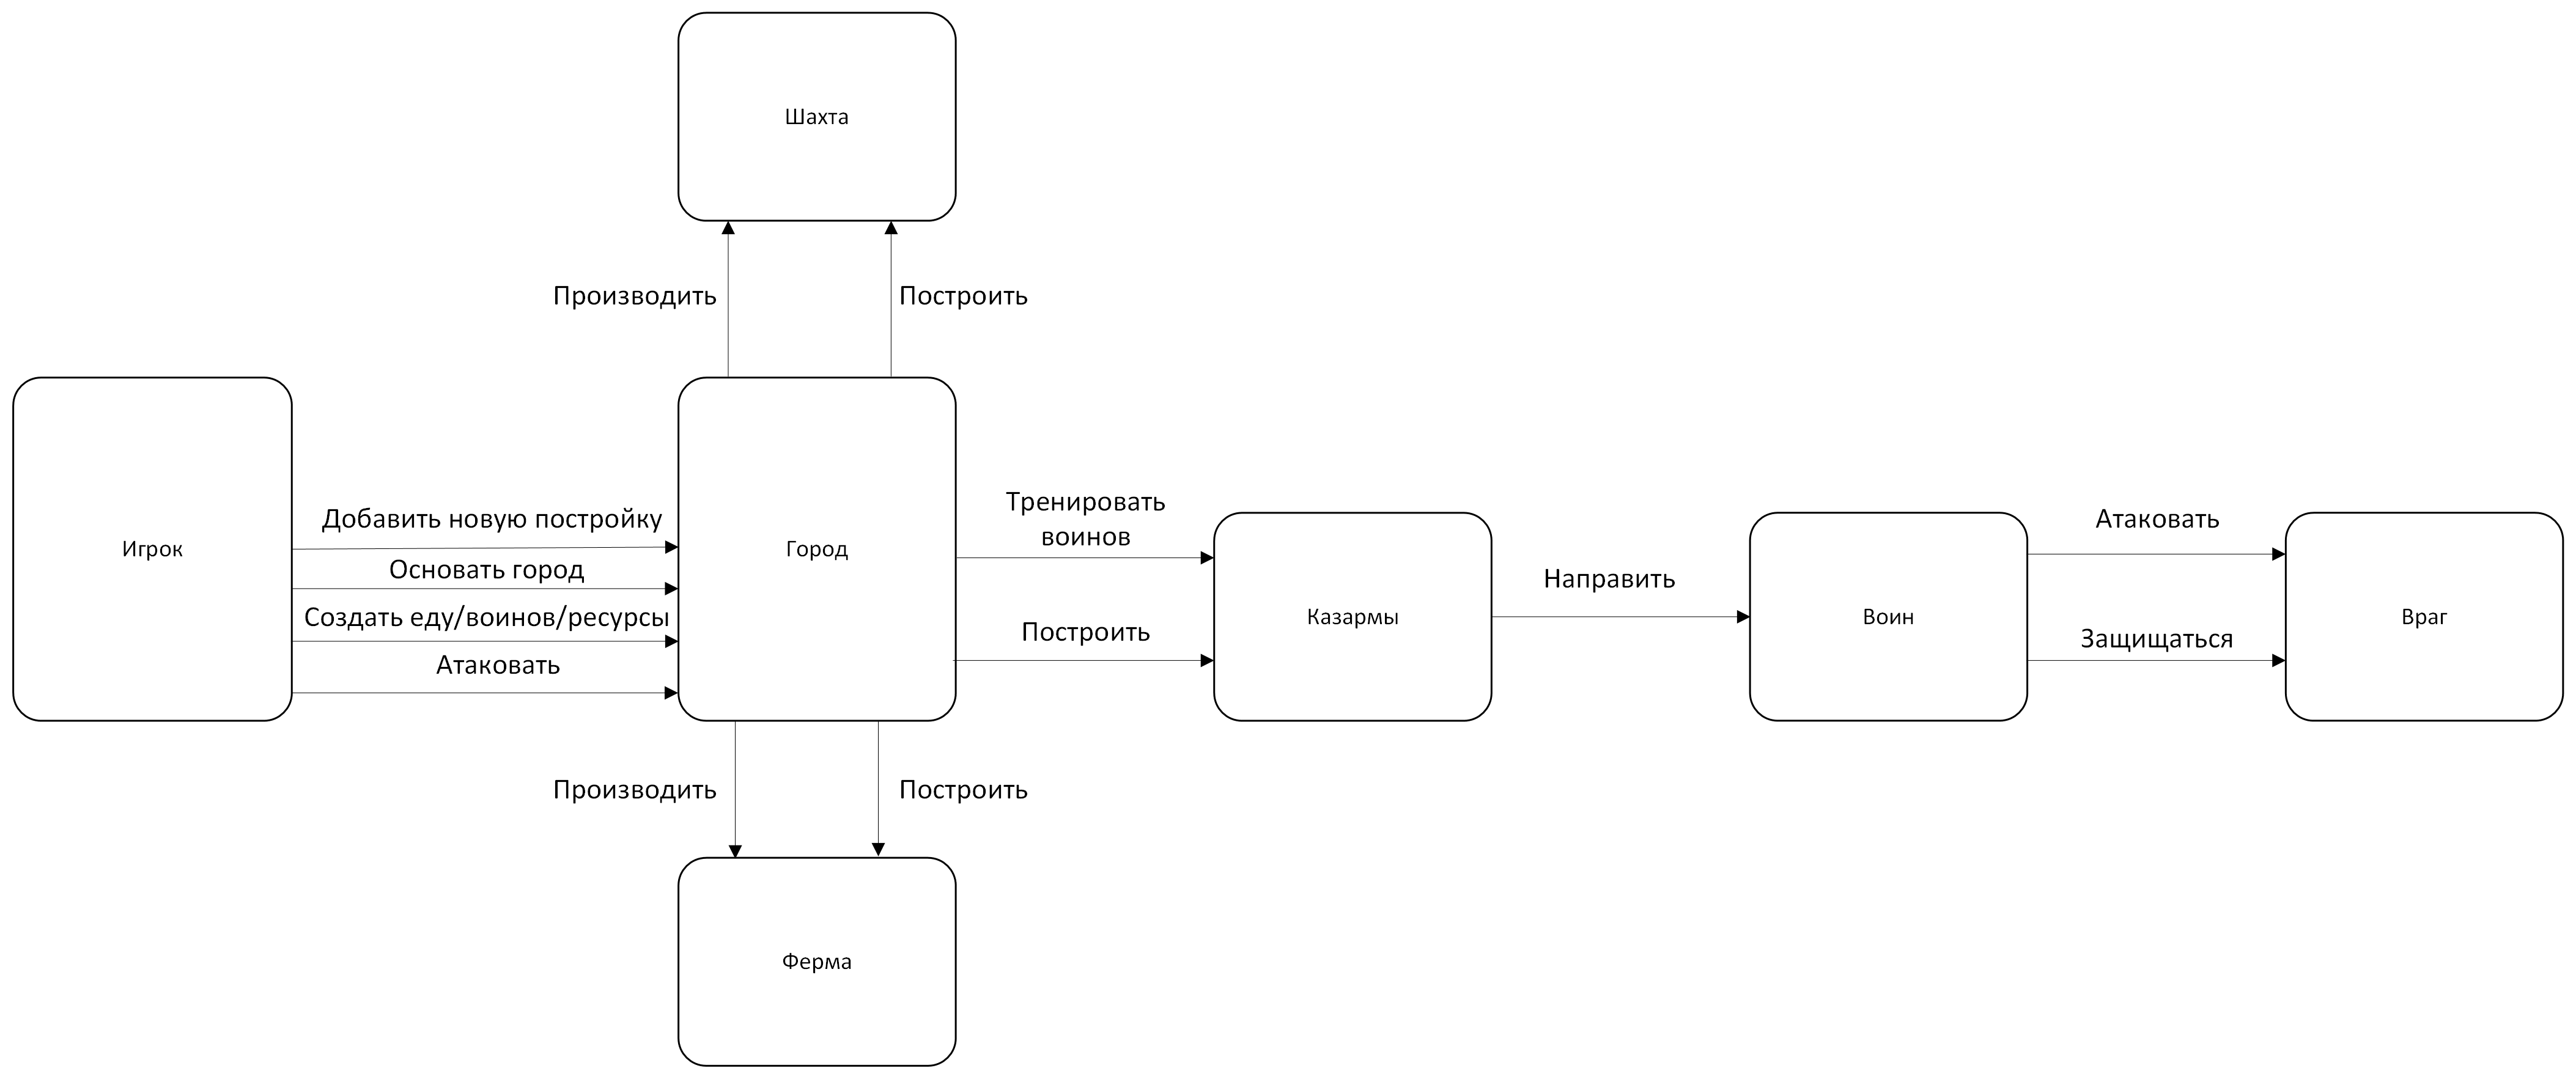 Шахта
Производить
Построить
Игрок
Добавить новую постройку
Основать город
Создать еду/воинов/ресурсы
Атаковать
Город
Тренировать
воинов
Построить
Казармы
Направить
Воин
Атаковать
Защищаться
Враг
Производить
Построить
Ферма